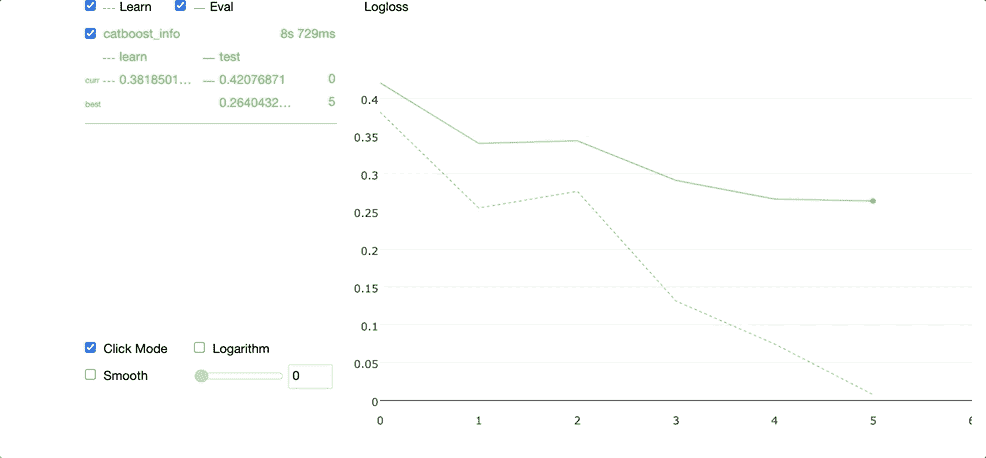 --- Learn — Eval
catboost_info 8s 729ms
--- learn — test
curr --- 0.3818501... — 0.42076871 0
best 0.2640432... 5
Click Mode Logarithm
Smooth 0
Logloss
0.4
0.35
0.3
0.25
0.2
0.15
0.1
0.05
0
0 1 2 3 4 5 6